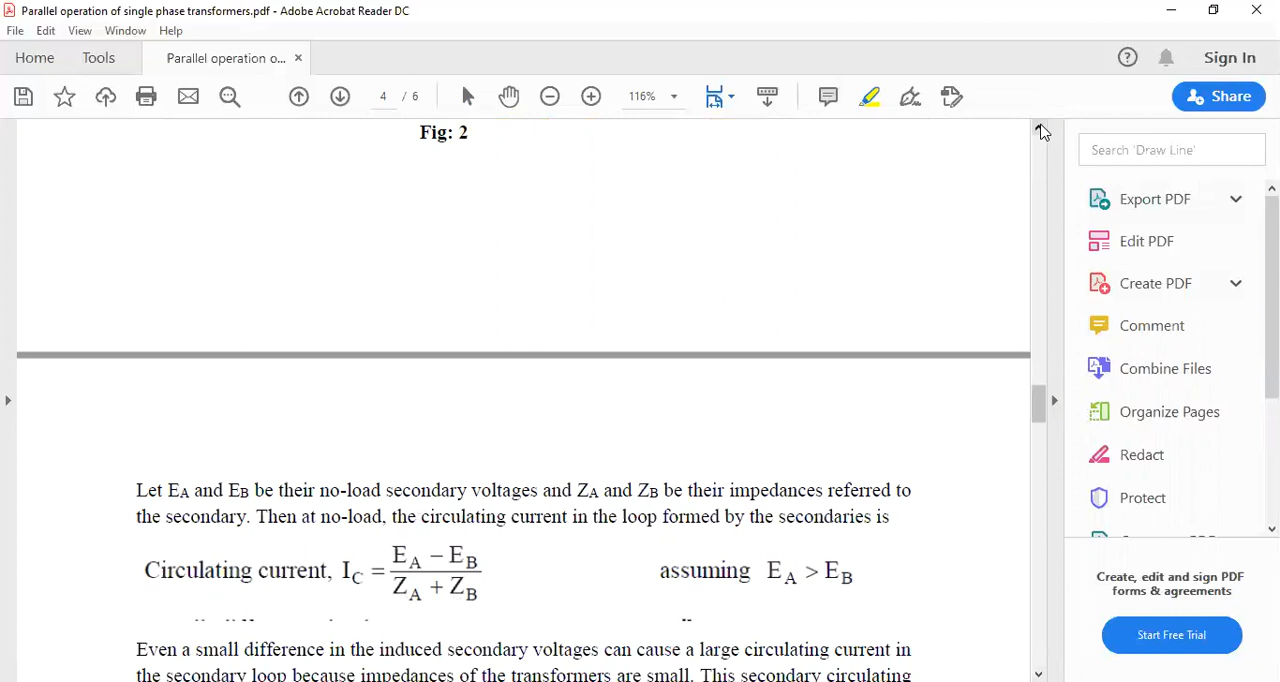 Parallel operation of single phase transformers.pdf - Adobe Acrobat Reader DC
File Edit View Window Help
Home Tools Parallel operation o... × Sign In
4 / 6 116% Share
Fig: 2
Search 'Draw Line'
Export PDF
Edit PDF
Create PDF
Comment
Combine Files
Organize Pages
Redact
Protect
Create, edit and sign PDF
forms & agreements
Start Free Trial
Let EA and EB be their no-load secondary voltages and ZA and ZB be their impedances referred to
the secondary. Then at no-load, the circulating current in the loop formed by the secondaries is
Circulating current, I_C = (E_A − E_B) / (Z_A + Z_B) assuming E_A > E_B
Even a small difference in the induced secondary voltages can cause a large circulating current in
the secondary loop because impedances of the transformers are small. This secondary circulating